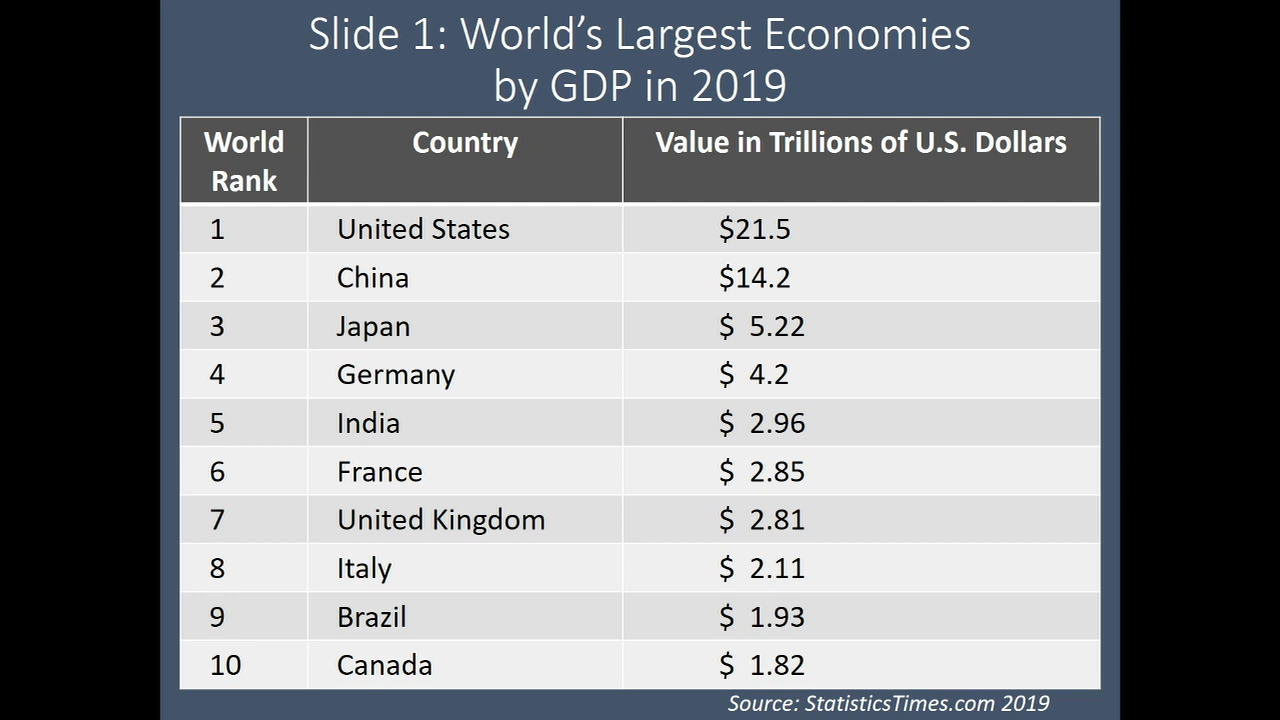 Slide 1: World’s Largest Economies
by GDP in 2019
World Rank Country Value in Trillions of U.S. Dollars
1 United States $21.5
2 China $14.2
3 Japan $ 5.22
4 Germany $ 4.2
5 India $ 2.96
6 France $ 2.85
7 United Kingdom $ 2.81
8 Italy $ 2.11
9 Brazil $ 1.93
10 Canada $ 1.82
Source: StatisticsTimes.com 2019